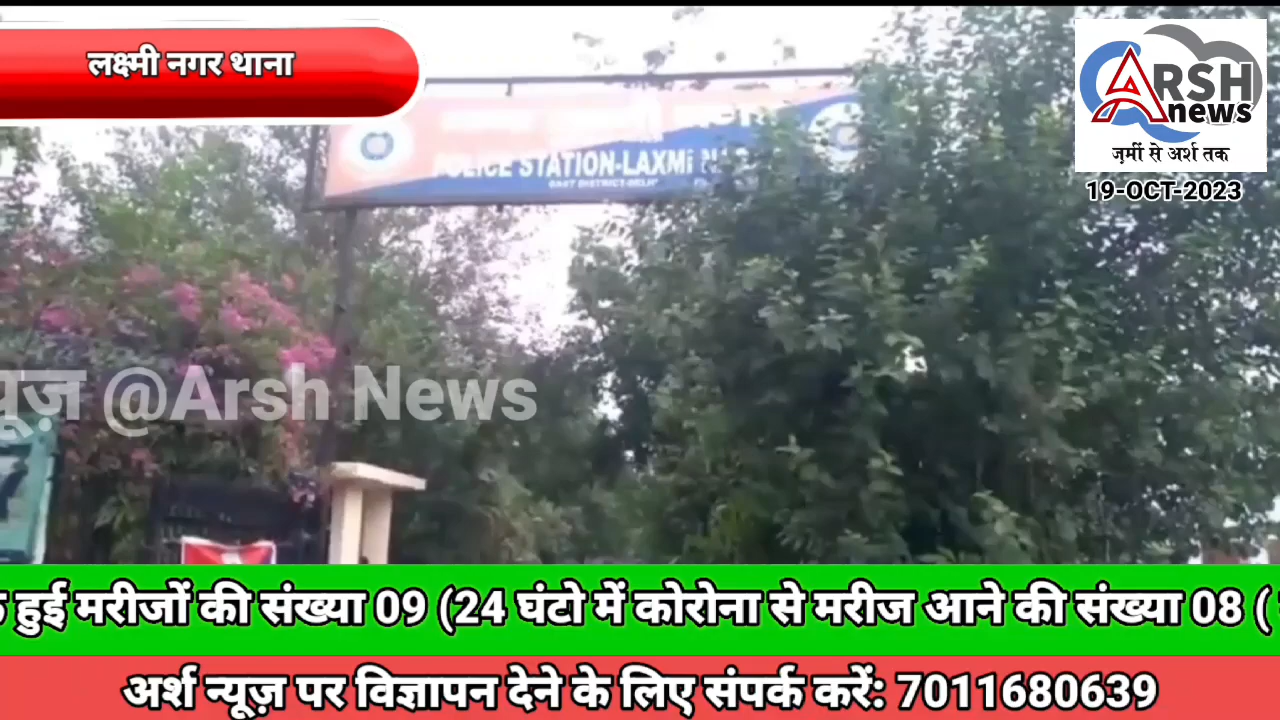 लक्ष्मी नगर थाना
ARSH
news
ज़मीं से अर्श तक
19-OCT-2023
POLICE STATION-LAXMI
EAST DISTRICT-DELHI
@Arsh News
हुई मरीजों की संख्या 09 (24 घंटो में कोरोना से मरीज आने की संख्या 08 (
अर्श न्यूज़ पर विज्ञापन देने के लिए संपर्क करें: 7011680639